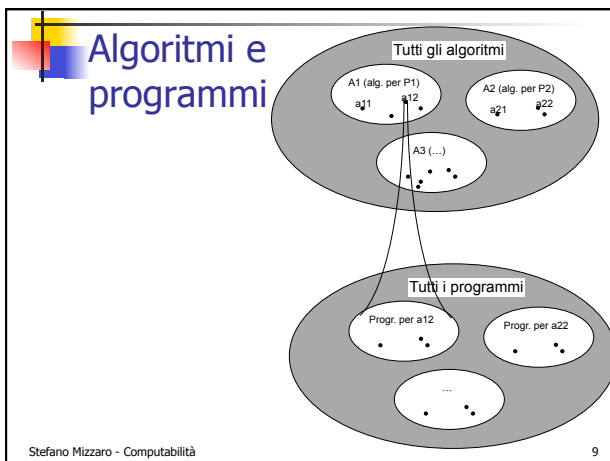 Algoritmi e
programmi
Tutti gli algoritmi
A1 (alg. per P1)
a12
a11
A2 (alg. per P2)
a22
a21
A3 (...)
Tutti i programmi
Progr. per a12
Progr. per a22
...
Stefano Mizzaro - Computabilità
9